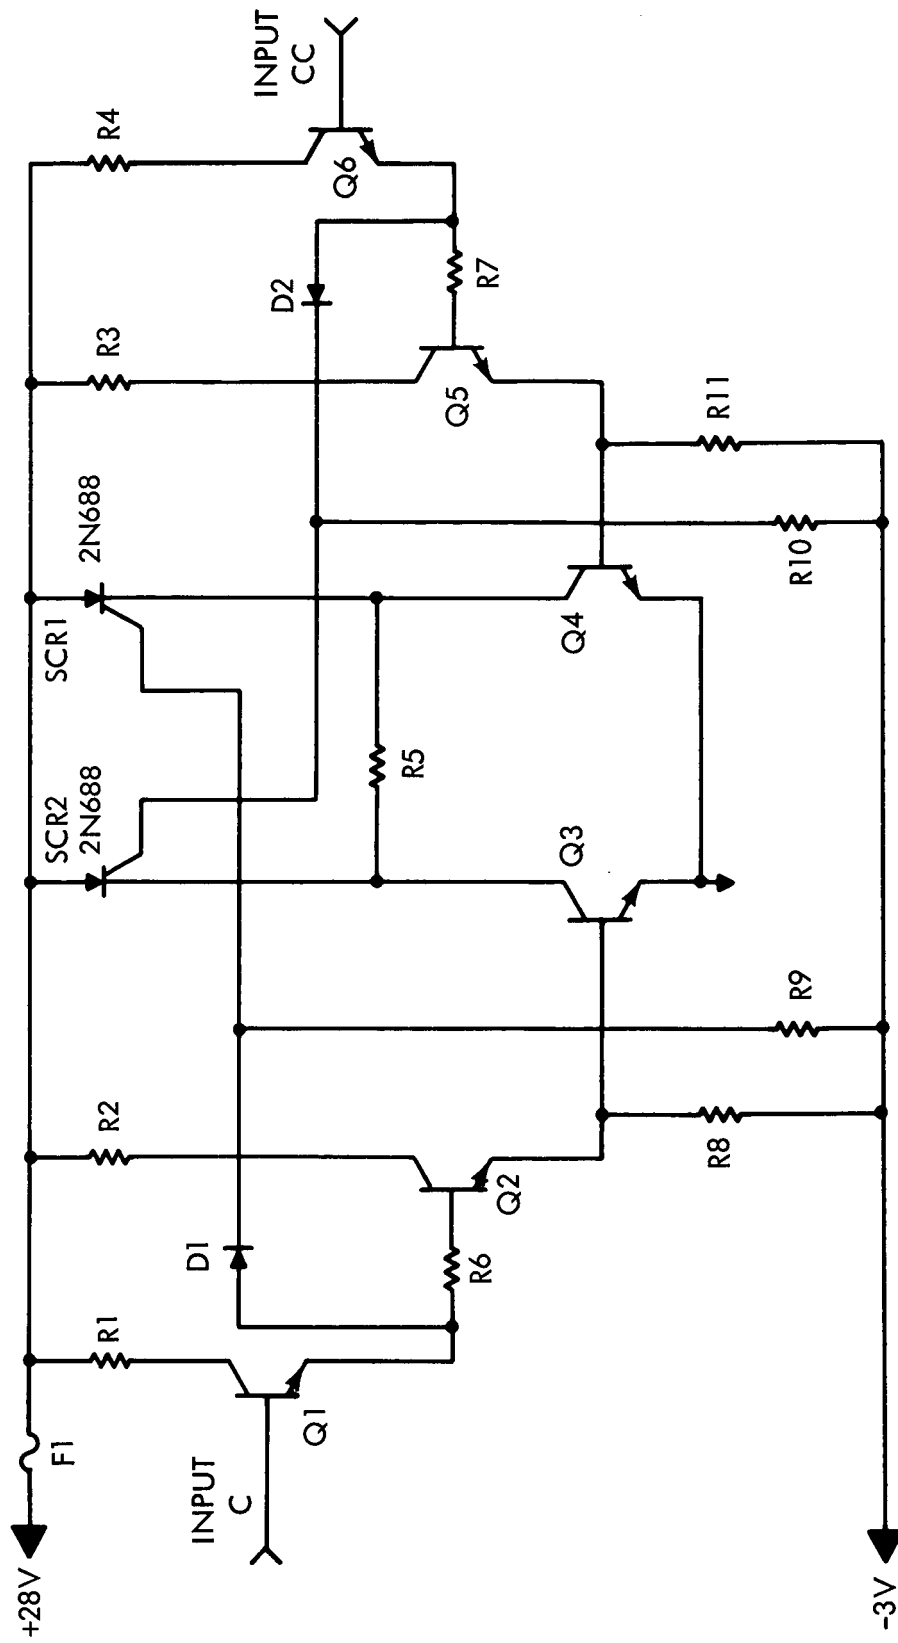 +28V
F1
R1
R2
SCR2
2N688
SCR1
2N688
R3
R4
INPUT
C
Q1
D1
R6
Q2
R5
Q3
Q4
D2
Q5
R7
Q6
INPUT
CC
R8
R9
R10
R11
-3V